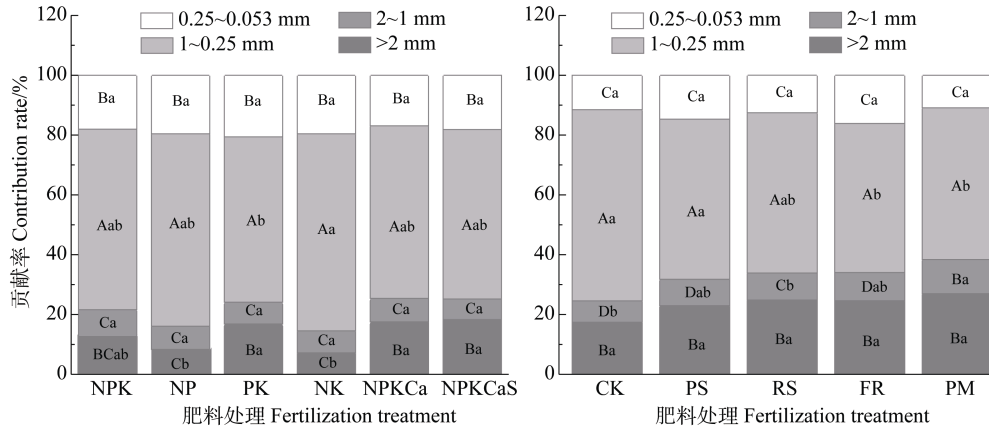 贡献率 Contribution rate/%
120
100
80
60
40
20
0
0.25~0.053 mm
2~1 mm
1~0.25 mm
>2 mm
Ba Ba Ba Ba Ba Ba
Aab Aab Ab Aa Aab Aab
Ca Ca Ca Ca Ca Ca
BCab Cb Ba Cb Ba Ba
NPK NP PK NK NPKCa NPKCaS
肥料处理 Fertilization treatment
120
100
80
60
40
20
0
0.25~0.053 mm
2~1 mm
1~0.25 mm
>2 mm
Ca Ca Ca Ca Ca
Aa Aa Aab Ab Ab
Db Dab Cb Dab Ba
Ba Ba Ba Ba Ba
CK PS RS FR PM
肥料处理 Fertilization treatment